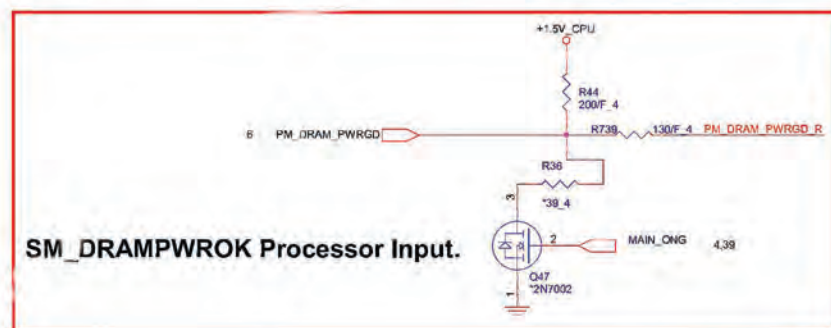 +1.5V_CPU
R44
200/F_4
6 PM_DRAM_PWRGD
R739 130/F_4 PM_DRAM_PWRGD_R
R36
*39_4
3
SM_DRAMPWROK Processor Input.
2 MAIN_ONG 4,39
Q47
*2N7002
1